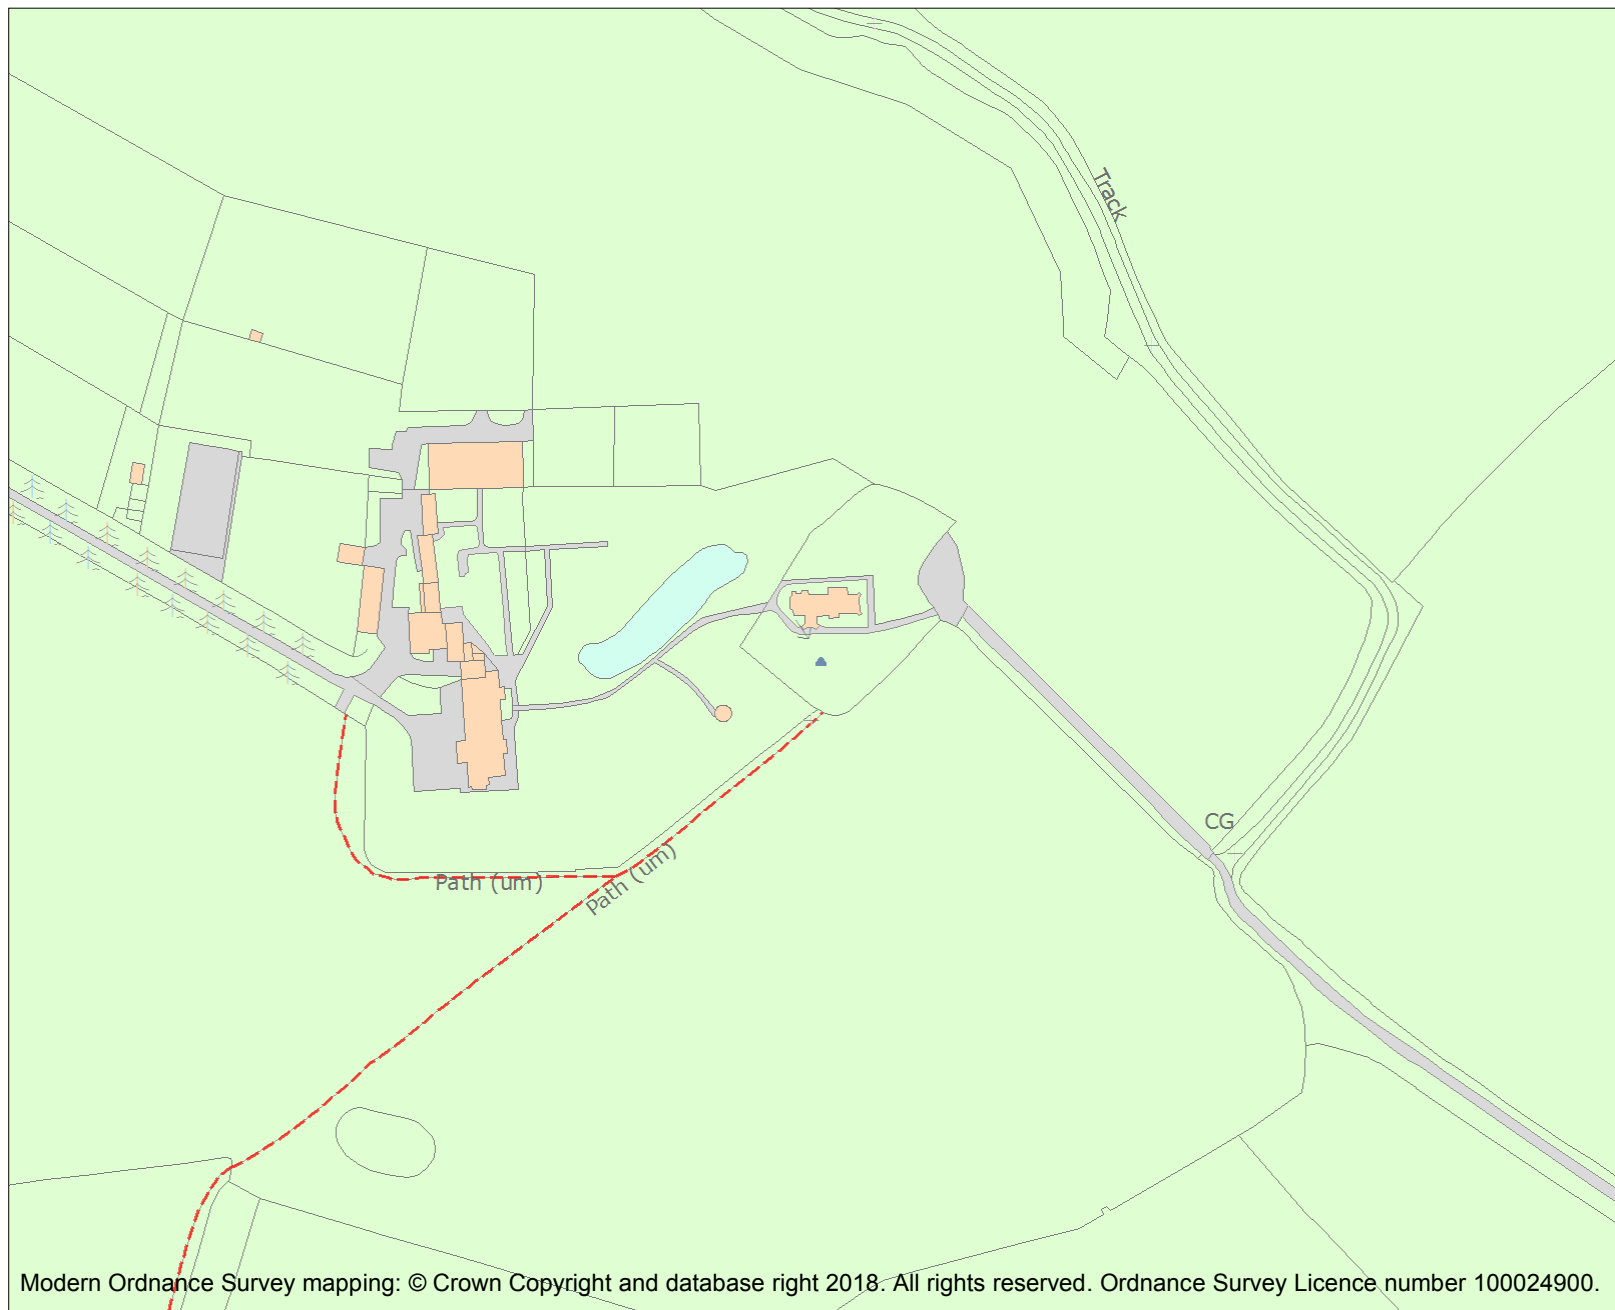 Track
CG
Path (um)
Path (um)
Modern Ordnance Survey mapping: © Crown Copyright and database right 2018. All rights reserved. Ordnance Survey Licence number 100024900.